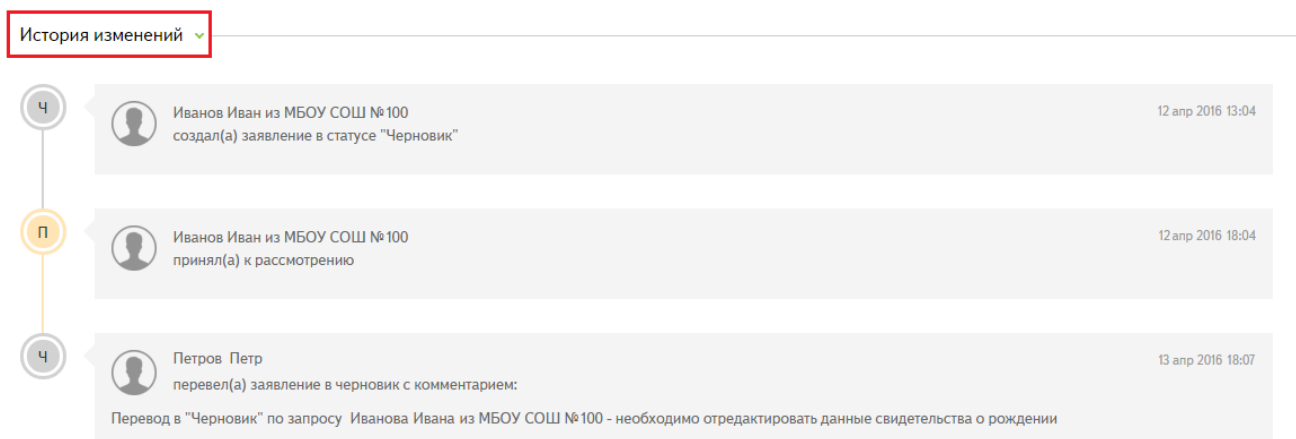 История изменений
Ч
Иванов Иван из МБОУ СОШ №100
12 апр 2016 13:04
создал(а) заявление в статусе "Черновик"
П
Иванов Иван из МБОУ СОШ №100
12 апр 2016 18:04
принял(а) к рассмотрению
Ч
Петров Петр
13 апр 2016 18:07
перевел(а) заявление в черновик с комментарием:
Перевод в "Черновик" по запросу Иванова Ивана из МБОУ СОШ №100 - необходимо отредактировать данные свидетельства о рождении